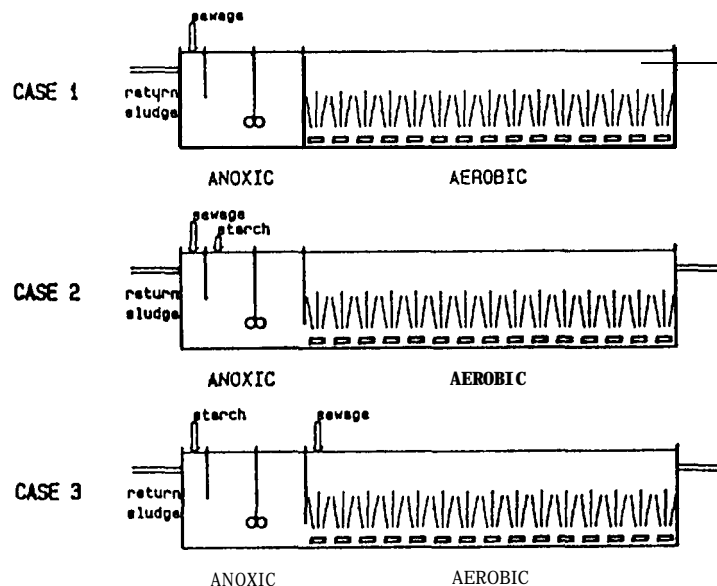 sewage
CASE 1
return
sludge
ANOXIC AEROBIC
sewage
starch
CASE 2
return
sludge
ANOXIC AEROBIC
starch sewage
CASE 3
return
sludge
ANOXIC AEROBIC